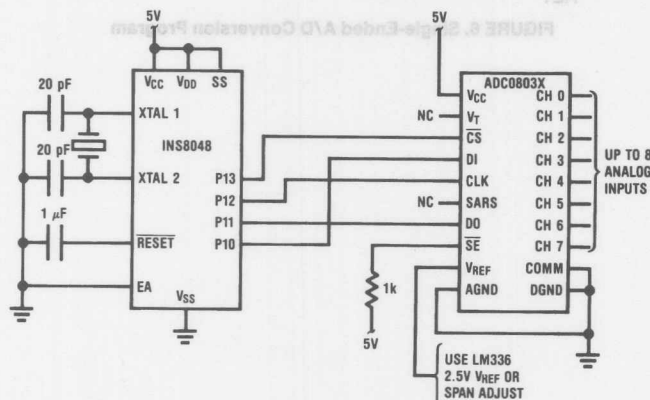 FIGURE 6. Single-Ended A/D Conversion Program
5V
VCC VDD SS
20 pF
XTAL 1
INS8048
20 pF
XTAL 2
1 µF
RESET
EA
VSS
P13
P12
P11
P10
5V
ADC0803X
VCC
NC VT
CS
DI
CLK
NC SARS
DO
SE
VREF
AGND
CH 0
CH 1
CH 2
CH 3
CH 4
CH 5
CH 6
CH 7
COMM
DGND
UP TO 8
ANALOG
INPUTS
1k
5V
USE LM336
2.5V VREF OR
SPAN ADJUST